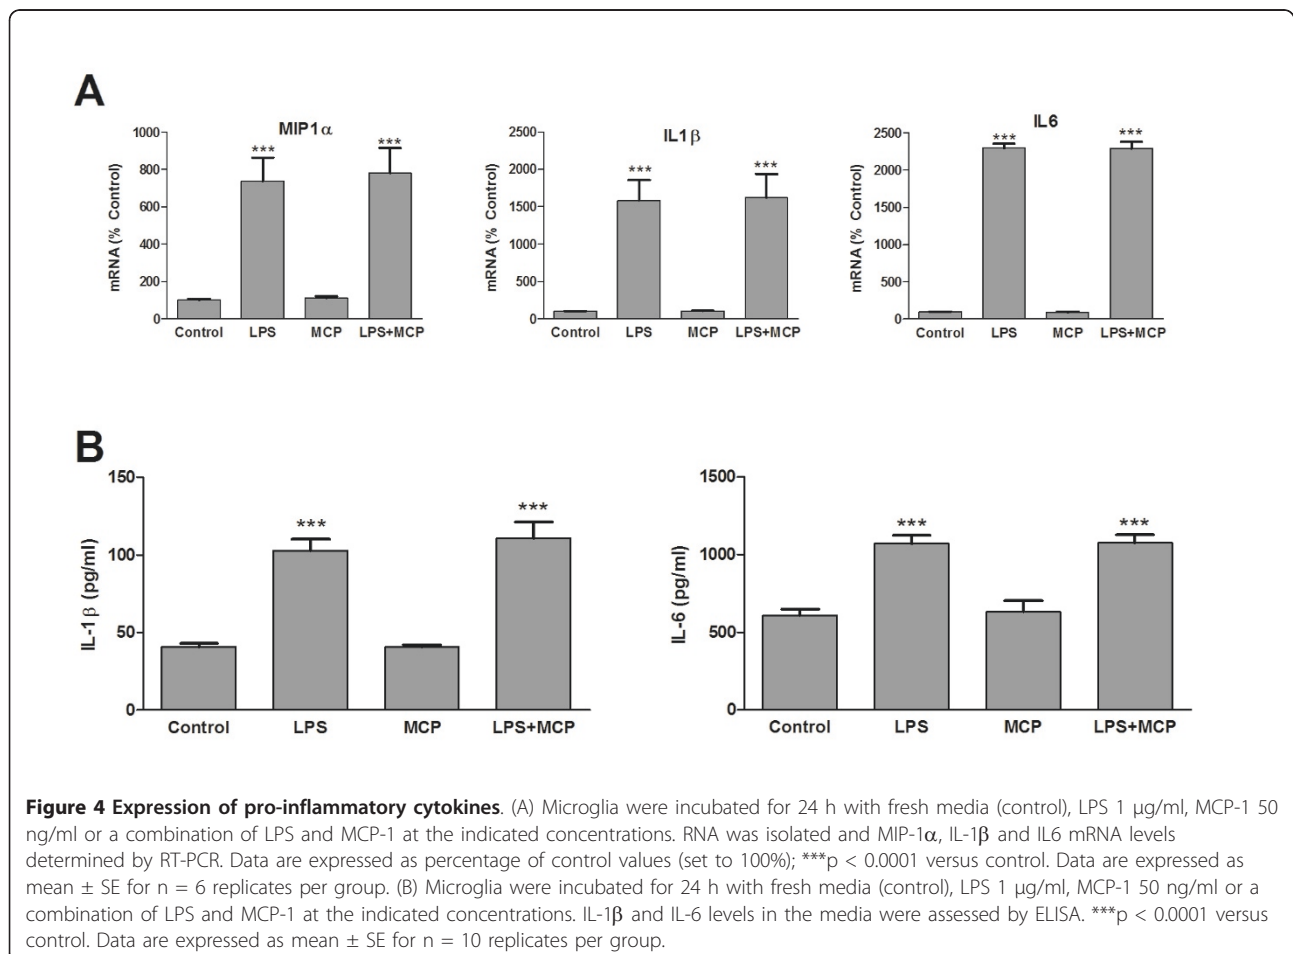 A
MIP1α
mRNA (% Control)
1000
800
600
400
200
0
***
***
Control LPS MCP LPS+MCP
IL1β
mRNA (% Control)
2500
2000
1500
1000
500
0
***
***
Control LPS MCP LPS+MCP
IL6
mRNA (% Control)
2500
2000
1500
1000
500
0
***
***
Control LPS MCP LPS+MCP
B
IL-1β (pg/ml)
150
100
50
0
***
***
Control LPS MCP LPS+MCP
IL-6 (pg/ml)
1500
1000
500
0
***
***
Control LPS MCP LPS+MCP
Figure 4 Expression of pro-inflammatory cytokines. (A) Microglia were incubated for 24 h with fresh media (control), LPS 1 μg/ml, MCP-1 50
ng/ml or a combination of LPS and MCP-1 at the indicated concentrations. RNA was isolated and MIP-1α, IL-1β and IL6 mRNA levels
determined by RT-PCR. Data are expressed as percentage of control values (set to 100%); ***p < 0.0001 versus control. Data are expressed as
mean ± SE for n = 6 replicates per group. (B) Microglia were incubated for 24 h with fresh media (control), LPS 1 μg/ml, MCP-1 50 ng/ml or a
combination of LPS and MCP-1 at the indicated concentrations. IL-1β and IL-6 levels in the media were assessed by ELISA. ***p < 0.0001 versus
control. Data are expressed as mean ± SE for n = 10 replicates per group.